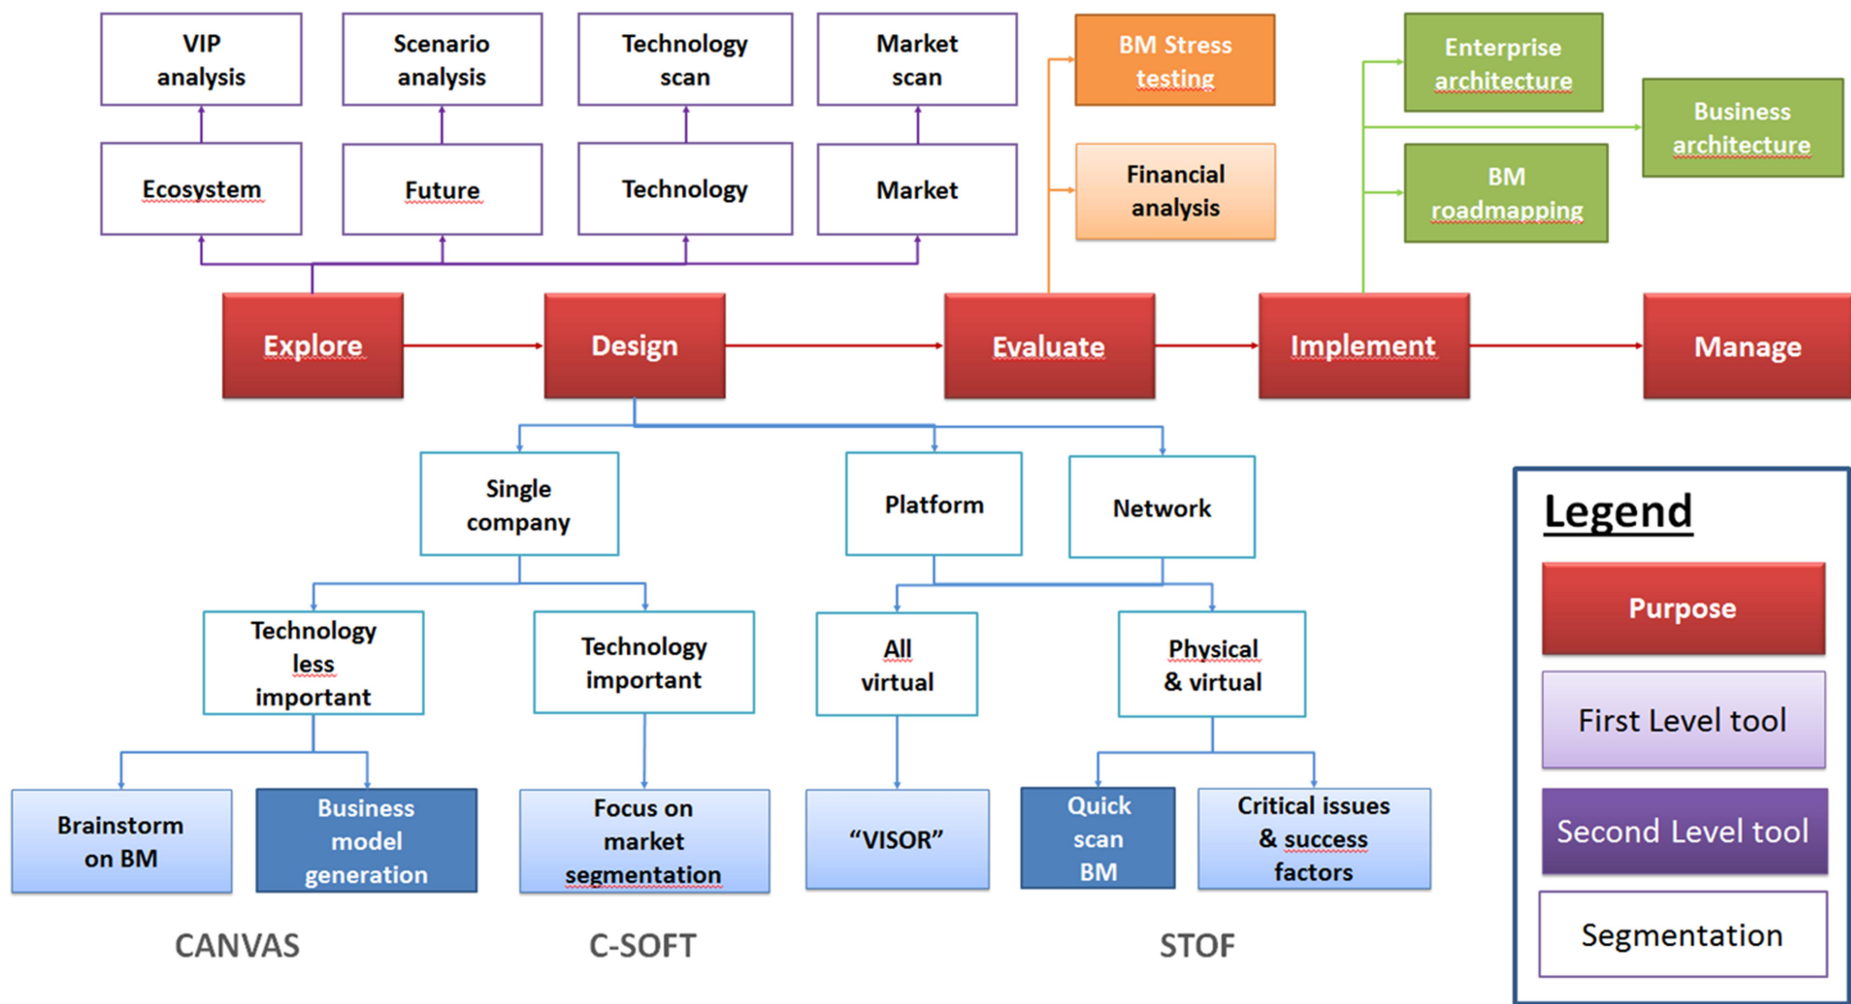 VIP
analysis
Scenario
analysis
Technology
scan
Market
scan
BM Stress
testing
Enterprise
architecture
Business
architecture
Ecosystem
Future
Technology
Market
Financial
analysis
BM
roadmapping
Explore
Design
Evaluate
Implement
Manage
Single
company
Platform
Network
Technology
less
important
Technology
important
All
virtual
Physical
& virtual
Brainstorm
on BM
Business
model
generation
Focus on
market
segmentation
“VISOR”
Quick
scan
BM
Critical issues
& success
factors
CANVAS
C-SOFT
STOF
Legend
Purpose
First Level tool
Second Level tool
Segmentation